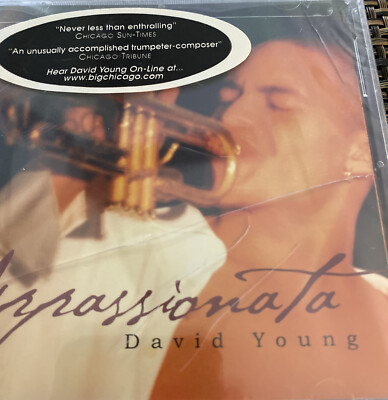 "Never less than enthralling"
CHICAGO SUN-TIMES
"An unusually accomplished trumpeter-composer"
CHICAGO TRIBUNE
Hear David Young On-Line at...
www.bigchicago.com.
Appassionata
David Young